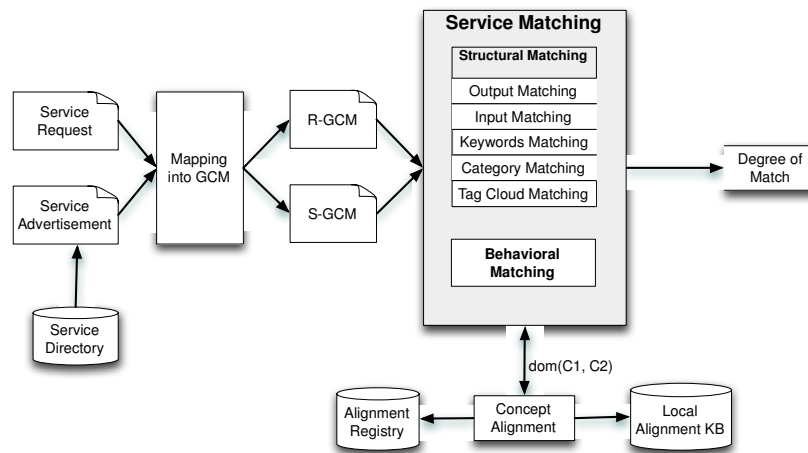 Service Matching
Structural Matching
Output Matching
Input Matching
Keywords Matching
Category Matching
Tag Cloud Matching
Behavioral
Matching
Service
Request
Service
Advertisement
Service
Directory
Mapping
into GCM
R-GCM
S-GCM
Degree of
Match
dom(C1, C2)
Alignment
Registry
Concept
Alignment
Local
Alignment KB